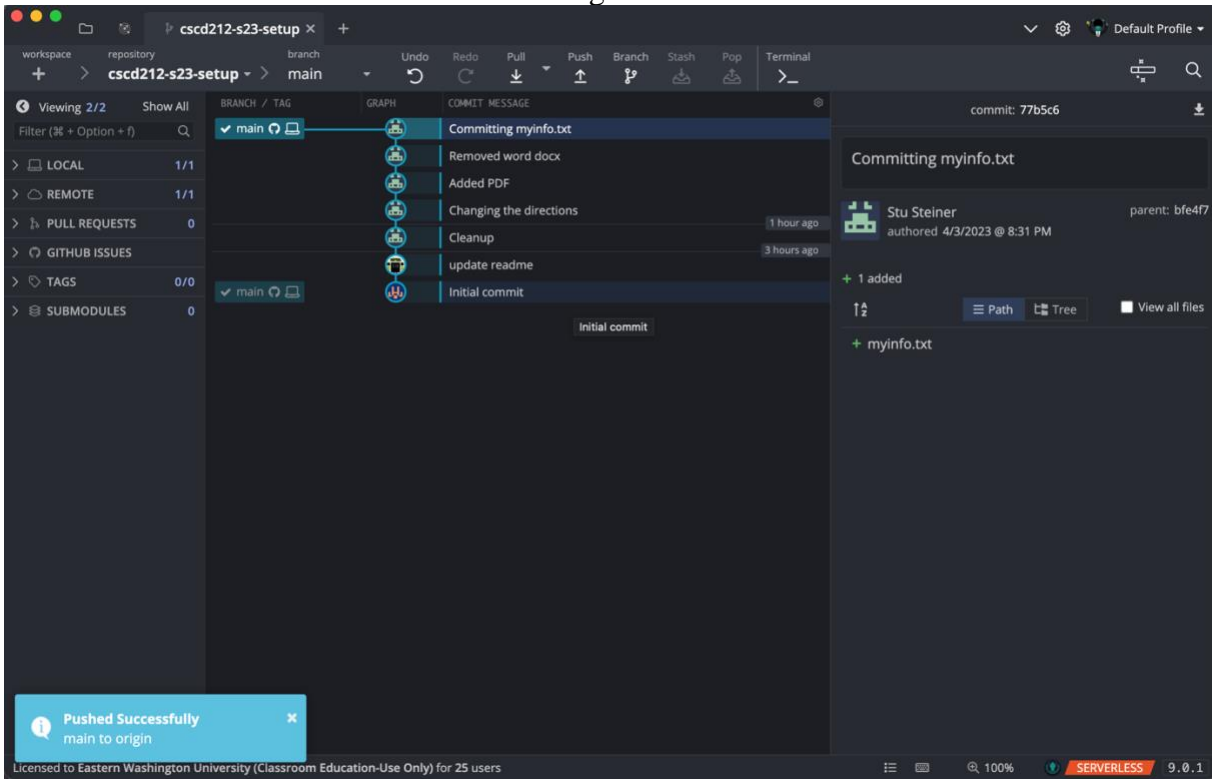 cscd212-s23-setup × +
Default Profile
workspace repository branch Undo Redo Pull Push Branch Stash Pop Terminal
+ > cscd212-s23-setup > main
Viewing 2/2 Show All
Filter (⌘ + Option + f)
LOCAL 1/1
REMOTE 1/1
PULL REQUESTS 0
GITHUB ISSUES
TAGS 0/0
SUBMODULES 0
BRANCH / TAG GRAPH COMMIT MESSAGE
main Committing myinfo.txt
Removed word docx
Added PDF
Changing the directions
1 hour ago
Cleanup
3 hours ago
update readme
main Initial commit
Initial commit
commit: 77b5c6
Committing myinfo.txt
Stu Steiner parent: bfe4f7
authored 4/3/2023 @ 8:31 PM
+ 1 added
Path Tree View all files
+ myinfo.txt
Pushed Successfully ×
main to origin
Licensed to Eastern Washington University (Classroom Education-Use Only) for 25 users
100% SERVERLESS 9.0.1